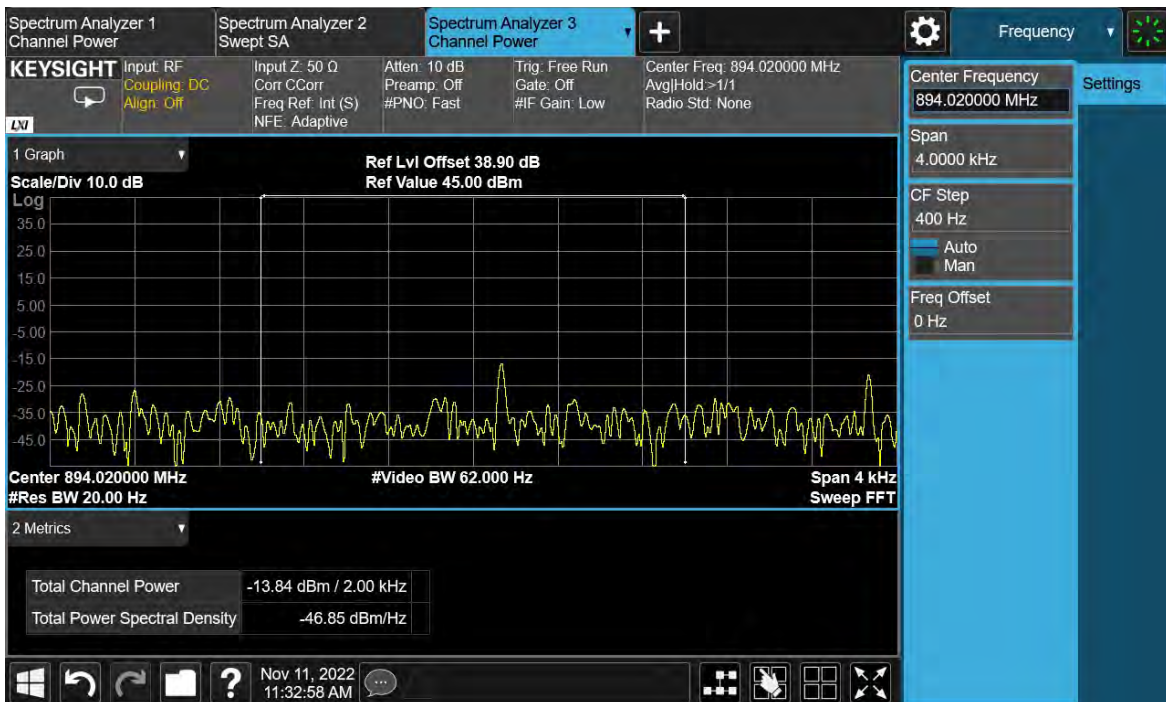 Spectrum Analyzer 1
Channel Power
Spectrum Analyzer 2
Swept SA
Spectrum Analyzer 3
Channel Power
Frequency
KEYSIGHT
Input: RF
Coupling: DC
Align: Off
Input Z: 50 Ω
Corr CCorr
Freq Ref: Int (S)
NFE: Adaptive
Atten: 10 dB
Preamp: Off
#PNO: Fast
Trig: Free Run
Gate: Off
#IF Gain: Low
Center Freq: 894.020000 MHz
Avg|Hold:>1/1
Radio Std: None
LXI
Center Frequency
894.020000 MHz
Settings
Span
4.0000 kHz
CF Step
400 Hz
Auto
Man
Freq Offset
0 Hz
1 Graph
Scale/Div 10.0 dB
Ref Lvl Offset 38.90 dB
Ref Value 45.00 dBm
Log
35.0
25.0
15.0
5.00
-5.00
-15.0
-25.0
-35.0
-45.0
Center 894.020000 MHz
#Video BW 62.000 Hz
Span 4 kHz
#Res BW 20.00 Hz
Sweep FFT
2 Metrics
Total Channel Power -13.84 dBm / 2.00 kHz
Total Power Spectral Density -46.85 dBm/Hz
?
Nov 11, 2022
11:32:58 AM